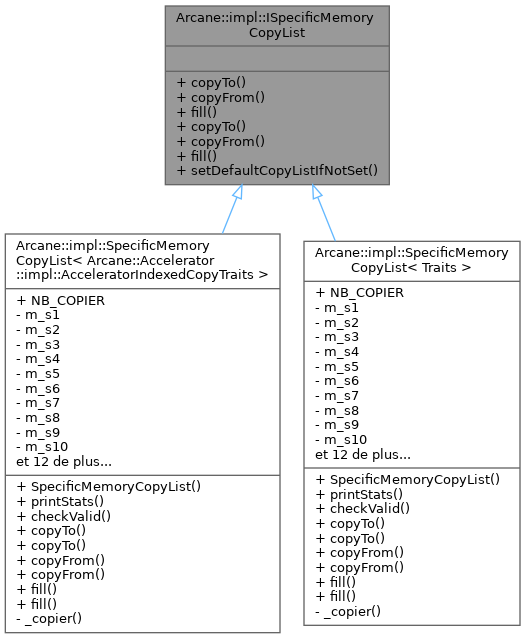 Arcane::impl::ISpecificMemory
CopyList
+ copyTo()
+ copyFrom()
+ fill()
+ copyTo()
+ copyFrom()
+ fill()
+ setDefaultCopyListIfNotSet()
Arcane::impl::SpecificMemory
CopyList< Arcane::Accelerator
::impl::AcceleratorIndexedCopyTraits >
+ NB_COPIER
- m_s1
- m_s2
- m_s3
- m_s4
- m_s5
- m_s6
- m_s7
- m_s8
- m_s9
- m_s10
et 12 de plus...
+ SpecificMemoryCopyList()
+ printStats()
+ checkValid()
+ copyTo()
+ copyTo()
+ copyFrom()
+ copyFrom()
+ fill()
+ fill()
- _copier()
Arcane::impl::SpecificMemory
CopyList< Traits >
+ NB_COPIER
- m_s1
- m_s2
- m_s3
- m_s4
- m_s5
- m_s6
- m_s7
- m_s8
- m_s9
- m_s10
et 12 de plus...
+ SpecificMemoryCopyList()
+ printStats()
+ checkValid()
+ copyTo()
+ copyTo()
+ copyFrom()
+ copyFrom()
+ fill()
+ fill()
- _copier()